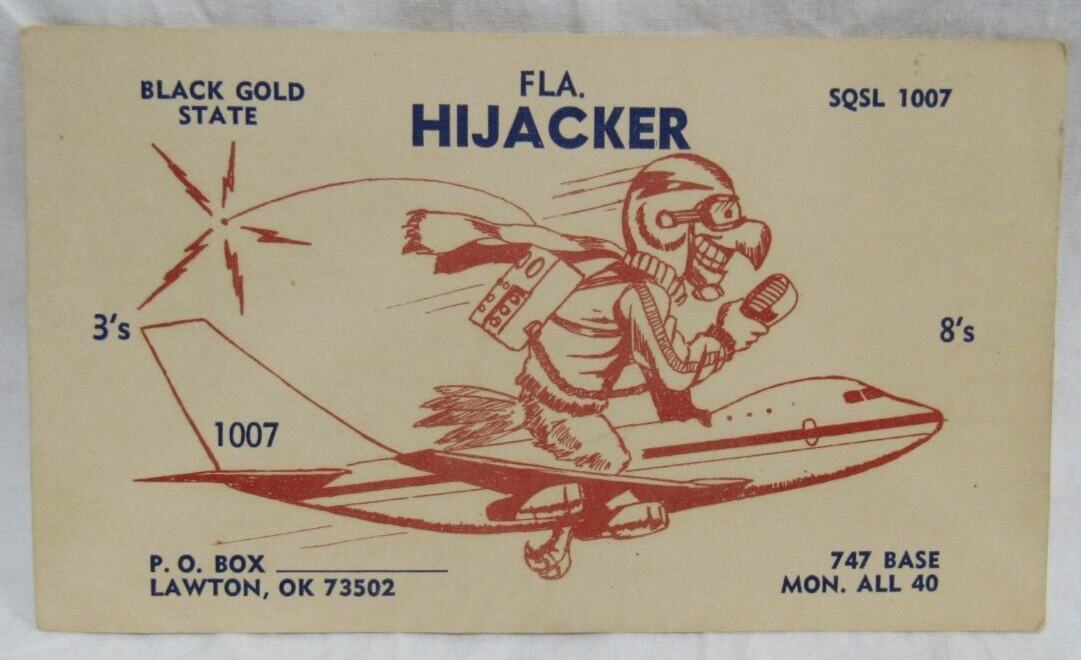 BLACK GOLD
STATE
FLA.
HIJACKER
SQSL 1007
3's
8's
1007
P. O. BOX
LAWTON, OK 73502
747 BASE
MON. ALL 40